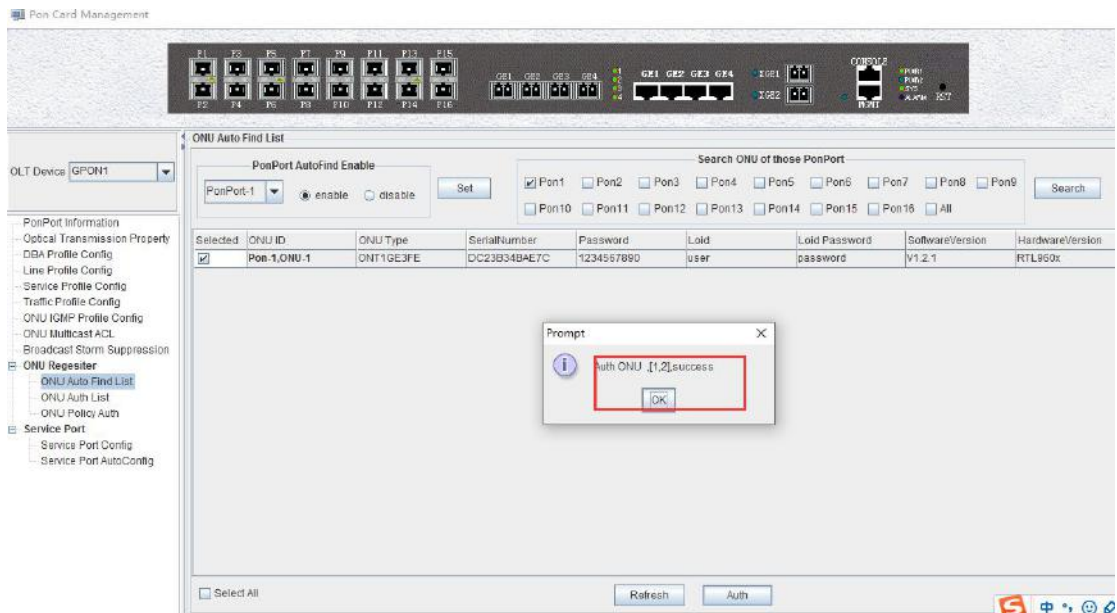 Pon Card Management
P1 P3 P5 P7 P9 P11 P13 P15
P2 P4 P6 P8 P10 P12 P14 P16
GE1 GE2 GE3 GE4
1
2
3
4
GE1 GE2 GE3 GE4
XGE1
XGE2
CONSOLE
MGMT
SYS
ALARM
RST
OLT Device GPON1
PonPort Information
Optical Transmission Property
DBA Profile Config
Line Profile Config
Service Profile Config
Traffic Profile Config
ONU IGMP Profile Config
ONU Multicast ACL
Broadcast Storm Suppression
ONU Regesiter
ONU Auto Find List
ONU Auth List
ONU Policy Auth
Service Port
Service Port Config
Service Port AutoConfig
ONU Auto Find List
PonPort AutoFind Enable
PonPort-1 enable disable Set
Search ONU of those PonPort
Pon1 Pon2 Pon3 Pon4 Pon5 Pon6 Pon7 Pon8 Pon9
Pon10 Pon11 Pon12 Pon13 Pon14 Pon15 Pon16 All
Search
Selected ONU ID ONU Type SerialNumber Password Loid Loid Password SoftwareVersion HardwareVersion
Pon-1,ONU-1 ONT1GE3FE DC23B34BAE7C 1234567890 user password V1.2.1 RTL960x
Prompt
Auth ONU ,[1,2],success
OK
Select All Refresh Auth
中